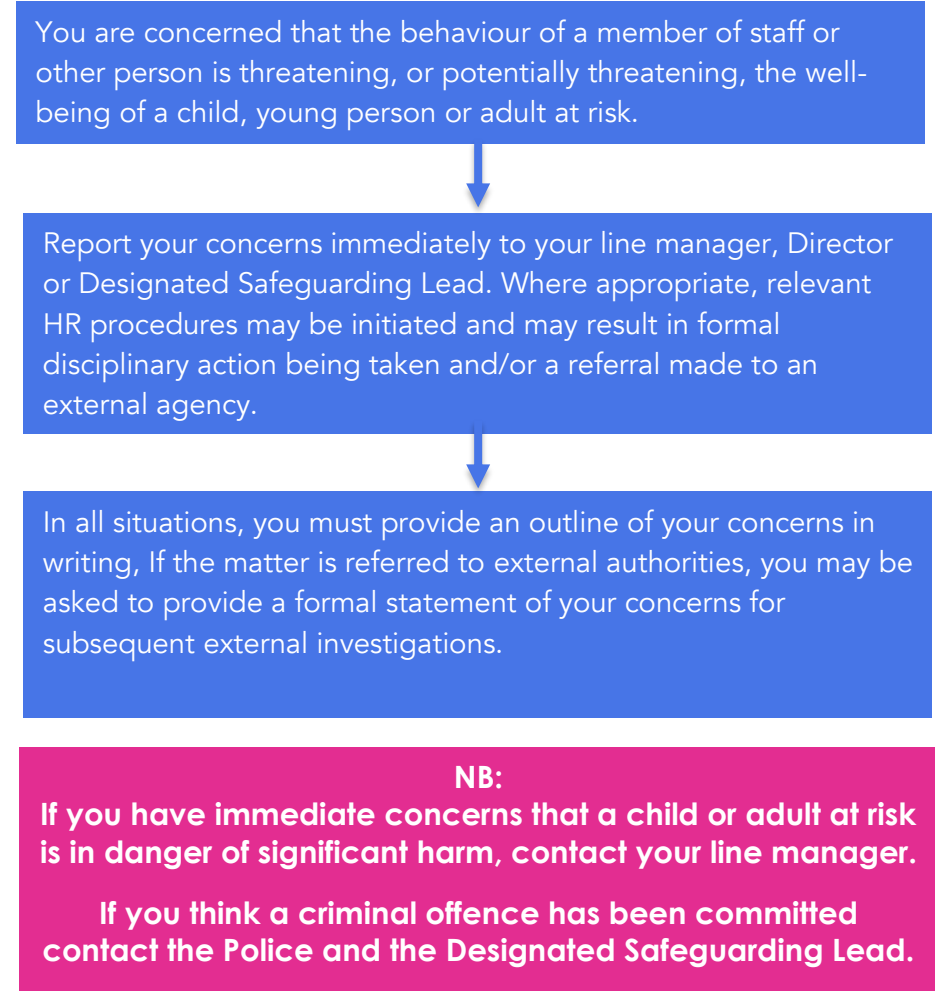 You are concerned that the behaviour of a member of staff or
other person is threatening, or potentially threatening, the well-
being of a child, young person or adult at risk.
Report your concerns immediately to your line manager, Director
or Designated Safeguarding Lead. Where appropriate, relevant
HR procedures may be initiated and may result in formal
disciplinary action being taken and/or a referral made to an
external agency.
In all situations, you must provide an outline of your concerns in
writing, If the matter is referred to external authorities, you may be
asked to provide a formal statement of your concerns for
subsequent external investigations.
NB:
If you have immediate concerns that a child or adult at risk
is in danger of significant harm, contact your line manager.
If you think a criminal offence has been committed
contact the Police and the Designated Safeguarding Lead.